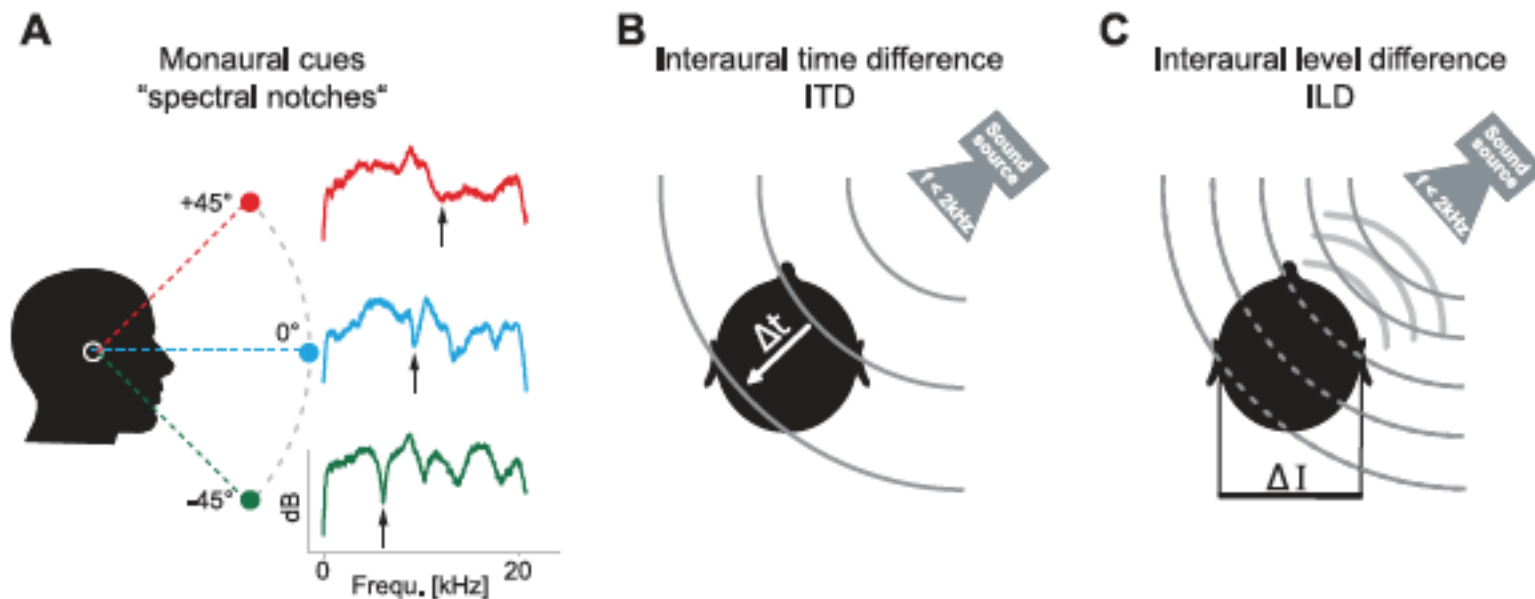 A
Monaural cues
"spectral notches"
+45°
0°
-45°
dB
0
20
Frequ. [kHz]
B
Interaural time difference
ITD
Sound
source
f < 2kHz
Δt
C
Interaural level difference
ILD
Sound
source
f < 2kHz
Δ I